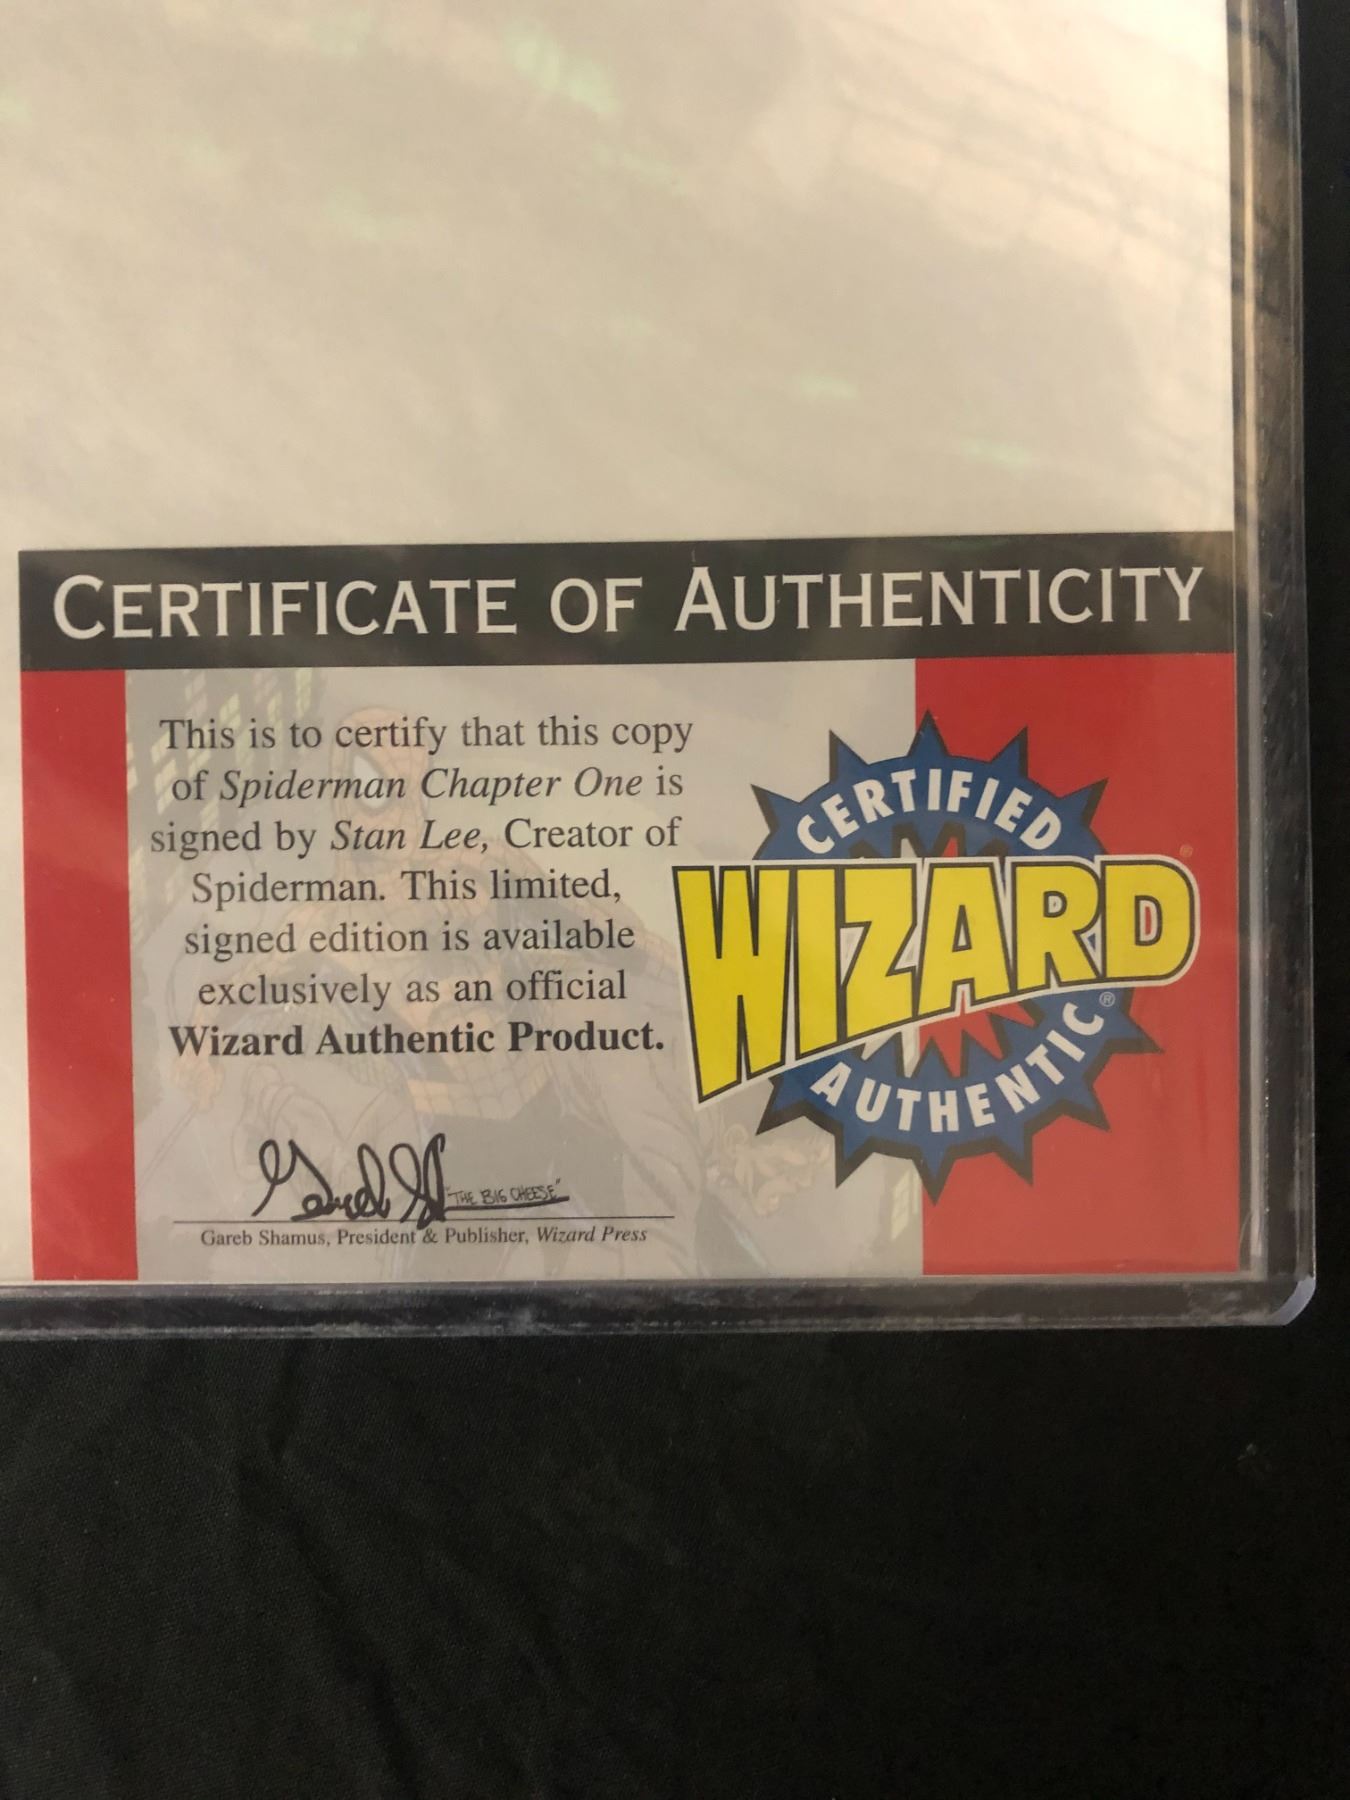 CERTIFICATE OF AUTHENTICITY
This is to certify that this copy
of Spiderman Chapter One is
signed by Stan Lee, Creator of
Spiderman. This limited,
signed edition is available
exclusively as an official
Wizard Authentic Product.
Gareb "THE BIG CHEESE"
Gareb Shamus, President & Publisher, Wizard Press
CERTIFIED
WIZARD®
AUTHENTIC®